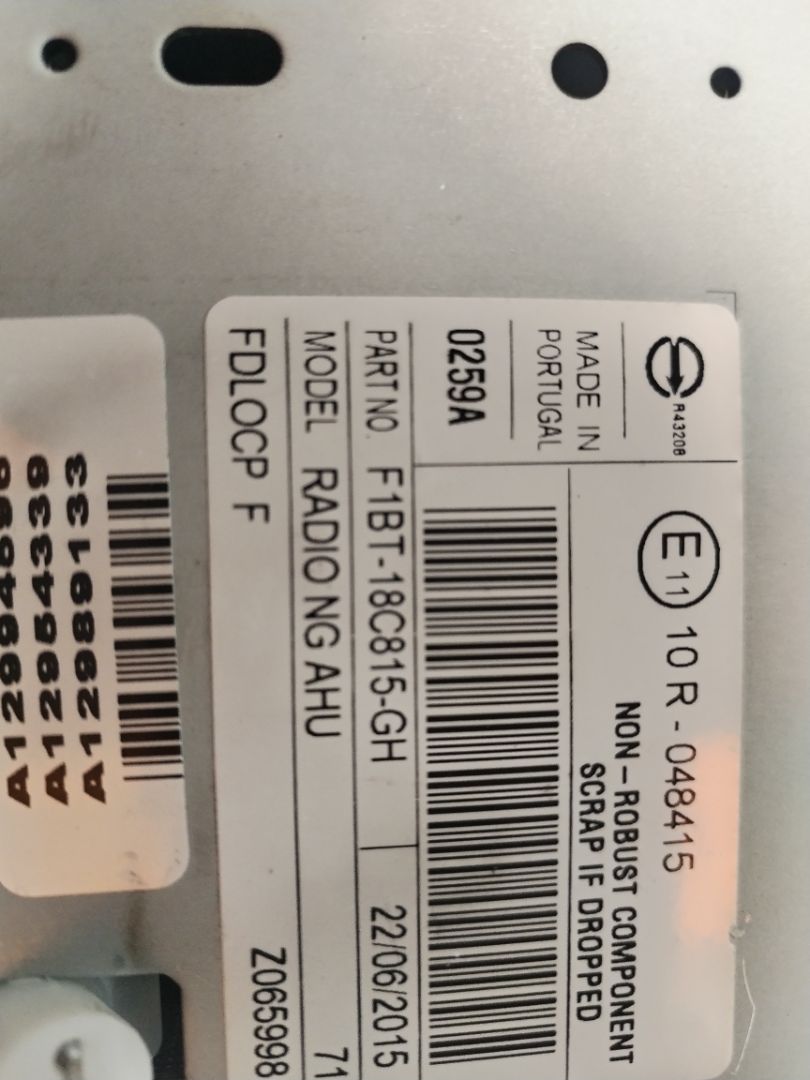 R43208
E 11 10 R - 048415
NON-ROBUST COMPONENT
SCRAP IF DROPPED
MADE IN
PORTUGAL
0259A
PART NO. F1BT-18C815-GH 22/06/2015
MODEL RADIO NG AHU 71
FDLOCP F Z065998
A12989133
A12954339